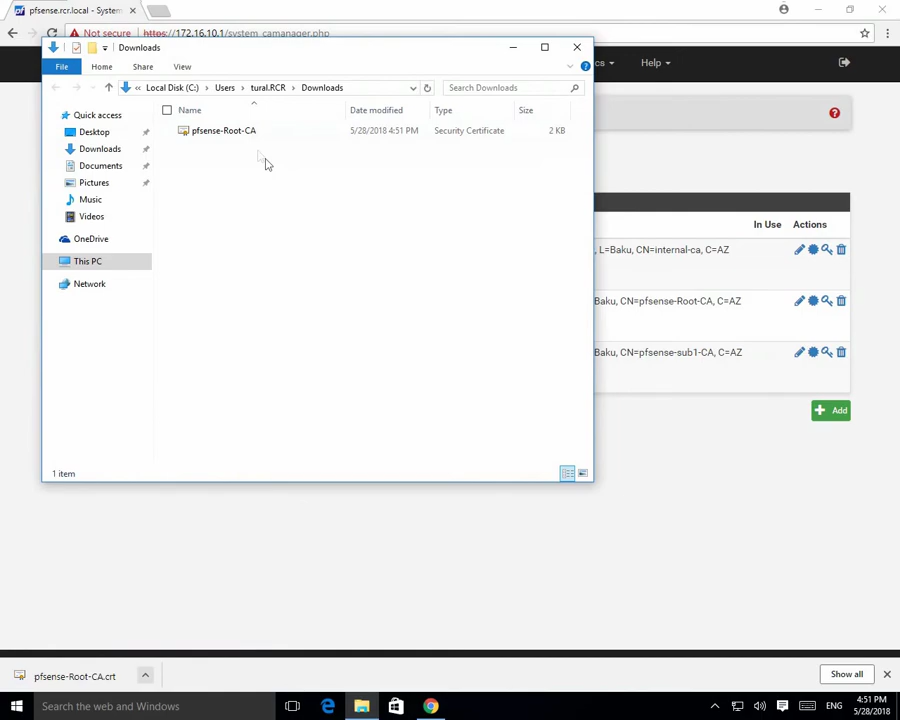 pfsense.rcr.local - System:
Not secure https://172.16.10.1/system_camanager.php
Downloads
File Home Share View
cs Help
Local Disk (C:) Users tural.RCR Downloads
Search Downloads
Name Date modified Type Size
Quick access
pfsense-Root-CA 5/28/2018 4:51 PM Security Certificate 2 KB
Desktop
Downloads
Documents
Pictures
Music
Videos
OneDrive
This PC
Network
In Use Actions
, L=Baku, CN=internal-ca, C=AZ
Baku, CN=pfsense-Root-CA, C=AZ
Baku, CN=pfsense-sub1-CA, C=AZ
Add
1 item
pfsense-Root-CA.crt
Show all
Search the web and Windows
ENG
4:51 PM
5/28/2018